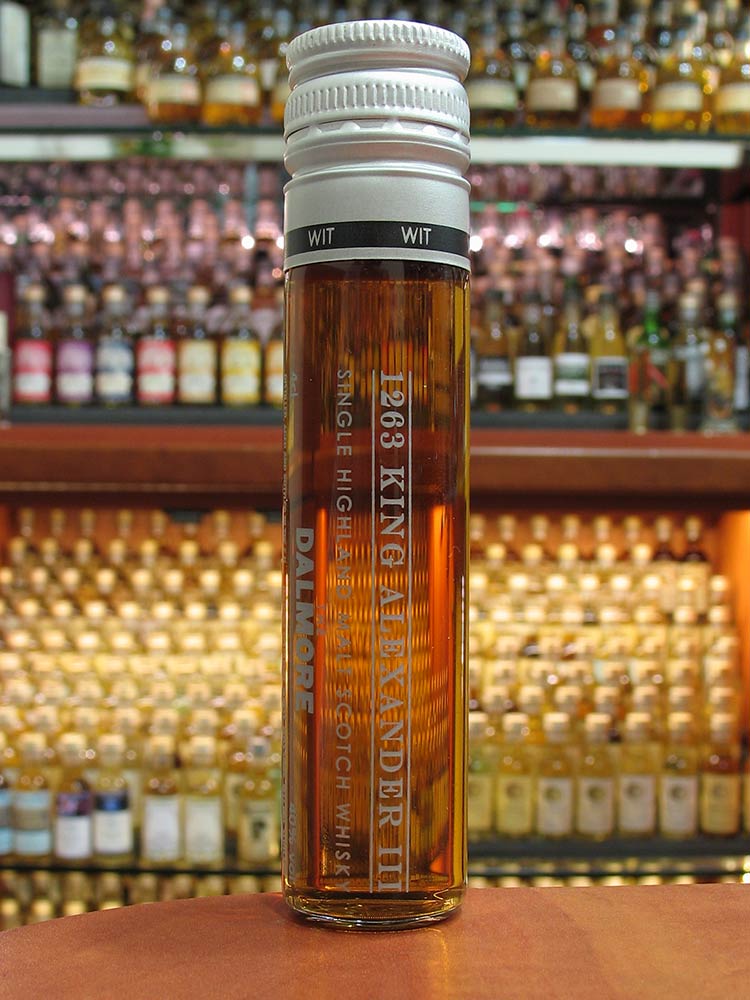 WIT WIT
1263 KING ALEXANDER III
SINGLE HIGHLAND MALT SCOTCH WHISKY
DALMORE